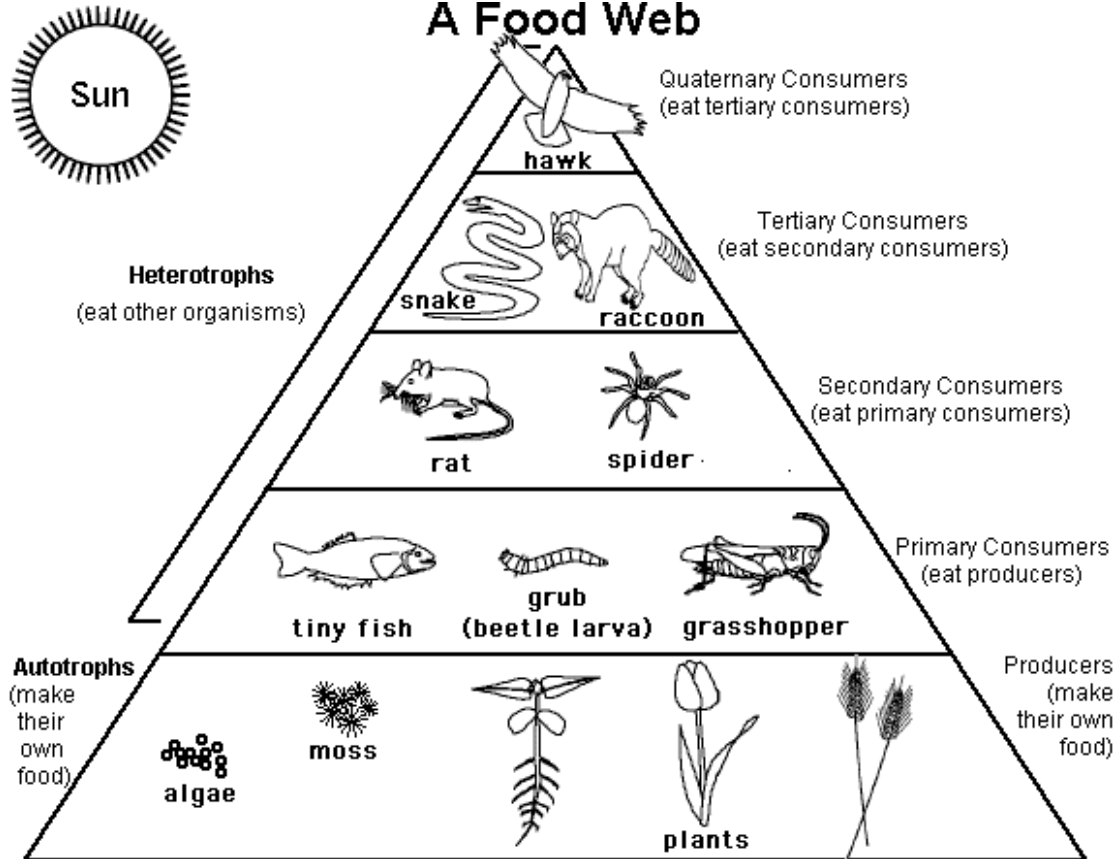 A Food Web
Sun
Quaternary Consumers
(eat tertiary consumers)
hawk
Tertiary Consumers
(eat secondary consumers)
Heterotrophs
(eat other organisms)
snake
raccoon
Secondary Consumers
(eat primary consumers)
rat
spider
Primary Consumers
(eat producers)
tiny fish
grub
(beetle larva)
grasshopper
Autotrophs
(make
their
own
food)
Producers
(make
their own
food)
moss
algae
plants